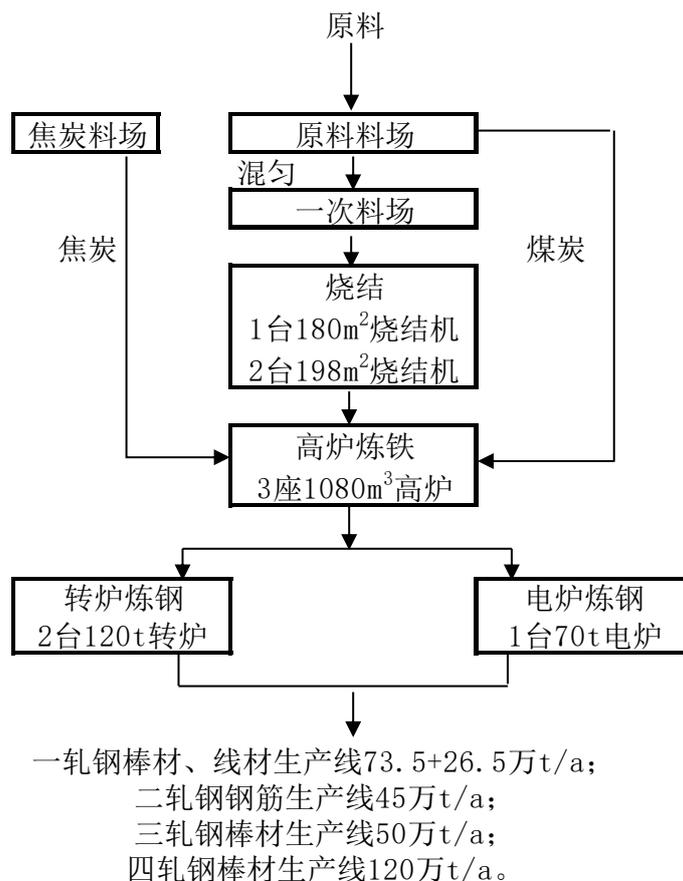 原料
焦炭料场
原料料场
混匀
一次料场
焦炭
煤炭
烧结
1台180m²烧结机
2台198m²烧结机
高炉炼铁
3座1080m³高炉
转炉炼钢
2台120t转炉
电炉炼钢
1台70t电炉
一轧钢棒材、线材生产线73.5+26.5万t/a;
二轧钢钢筋生产线45万t/a;
三轧钢棒材生产线50万t/a;
四轧钢棒材生产线120万t/a。